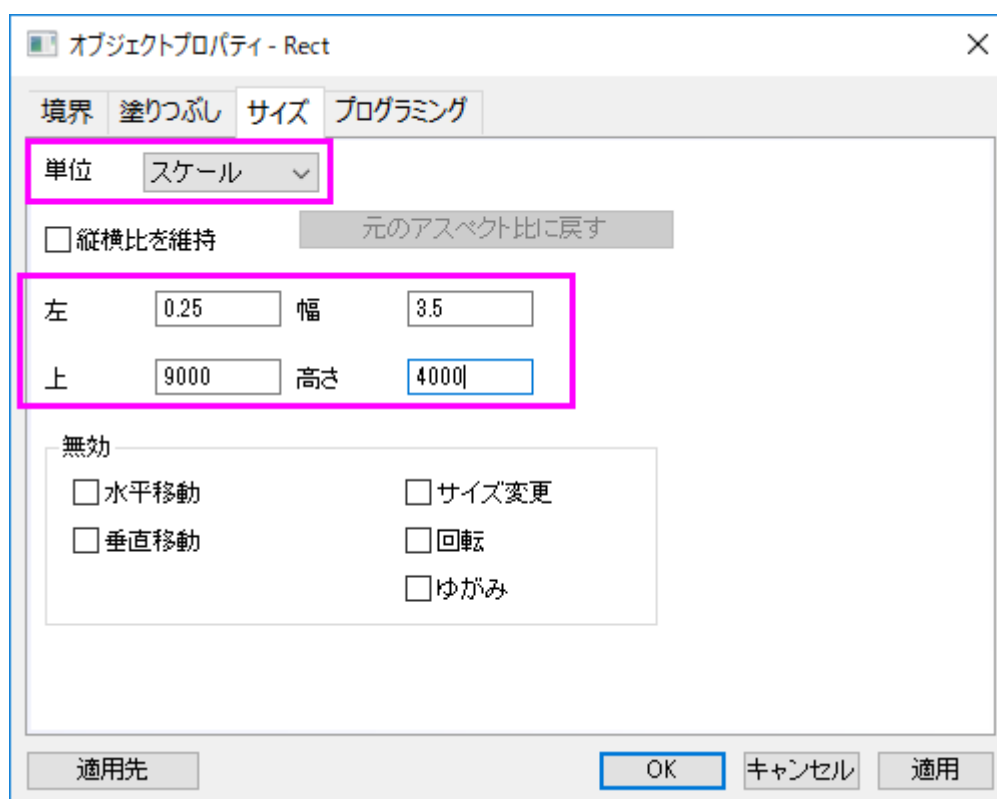 オブジェクトプロパティ - Rect
境界 塗りつぶし サイズ プログラミング
単位 スケール
縦横比を維持 元のアスペクト比に戻す
左 0.25 幅 3.5
上 9000 高さ 4000
無効
水平移動 サイズ変更
垂直移動 回転
ゆがみ
適用先 OK キャンセル 適用